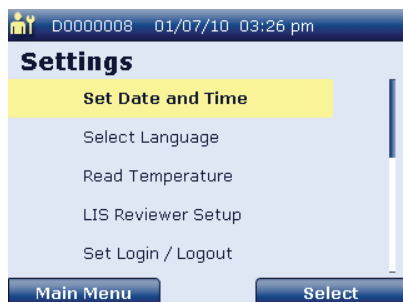 D0000008 01/07/10 03:26 pm
Settings
Set Date and Time
Select Language
Read Temperature
LIS Reviewer Setup
Set Login / Logout
Main Menu Select